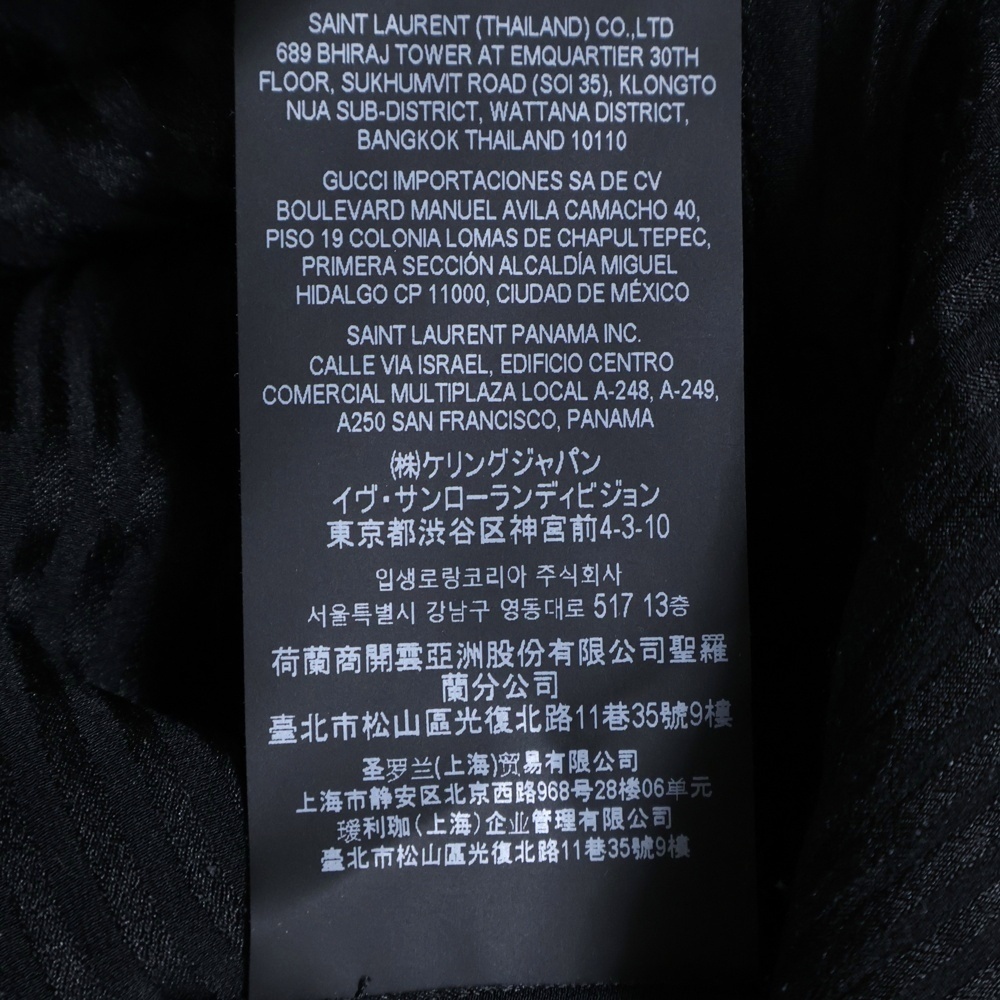 SAINT LAURENT (THAILAND) CO.,LTD
689 BHIRAJ TOWER AT EMQUARTIER 30TH
FLOOR, SUKHUMVIT ROAD (SOI 35), KLONGTO
NUA SUB-DISTRICT, WATTANA DISTRICT,
BANGKOK THAILAND 10110
GUCCI IMPORTACIONES SA DE CV
BOULEVARD MANUEL AVILA CAMACHO 40,
PISO 19 COLONIA LOMAS DE CHAPULTEPEC,
PRIMERA SECCIÓN ALCALDÍA MIGUEL
HIDALGO CP 11000, CIUDAD DE MÉXICO
SAINT LAURENT PANAMA INC.
CALLE VIA ISRAEL, EDIFICIO CENTRO
COMERCIAL MULTIPLAZA LOCAL A-248, A-249,
A250 SAN FRANCISCO, PANAMA
㈱ケリングジャパン
イヴ・サンローランディビジョン
東京都渋谷区神宮前4-3-10
입생로랑코리아 주식회사
서울특별시 강남구 영동대로 517 13층
荷蘭商開雲亞洲股份有限公司聖羅
蘭分公司
臺北市松山區光復北路11巷35號9樓
圣罗兰(上海)贸易有限公司
上海市静安区北京西路968号28楼06单元
瑷利珈(上海)企业管理有限公司
臺北市松山區光復北路11巷35號9樓